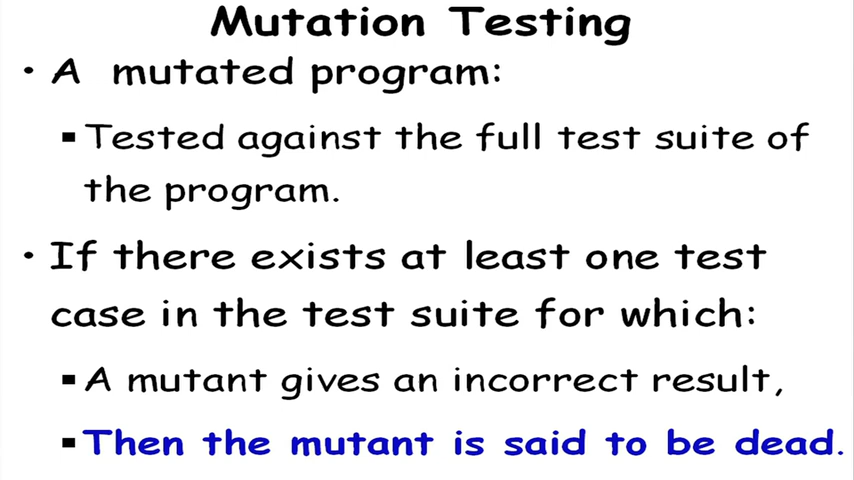 Mutation Testing
• A mutated program:
▪ Tested against the full test suite of
the program.
• If there exists at least one test
case in the test suite for which:
▪ A mutant gives an incorrect result,
▪ Then the mutant is said to be dead.